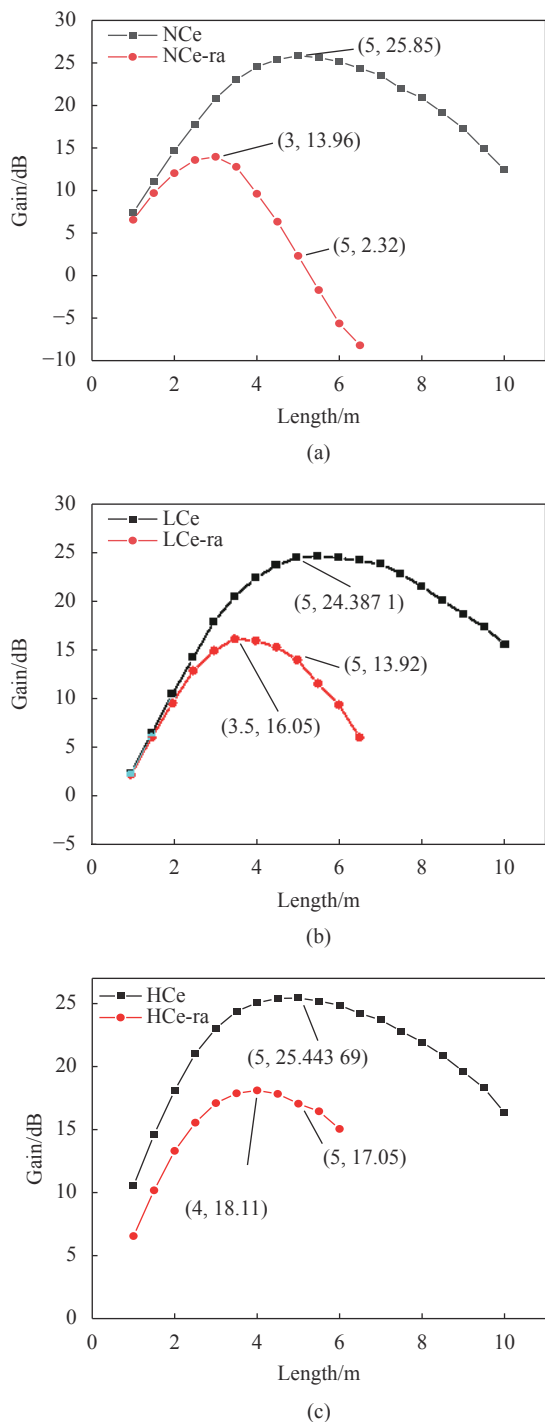 30
NCe
NCe-ra
(5, 25.85)
25
20
(3, 13.96)
15
Gain/dB
10
(5, 2.32)
5
0
−5
−10
0 2 4 6 8 10
Length/m
(a)
30
LCe
LCe-ra
25
20
(5, 24.387 1)
15
(5, 13.92)
Gain/dB
10
(3.5, 16.05)
5
0
−5
0 2 4 6 8 10
Length/m
(b)
HCe
HCe-ra
25
20
(5, 25.443 69)
15
(5, 17.05)
Gain/dB
10
(4, 18.11)
5
0
0 2 4 6 8 10
Length/m
(c)